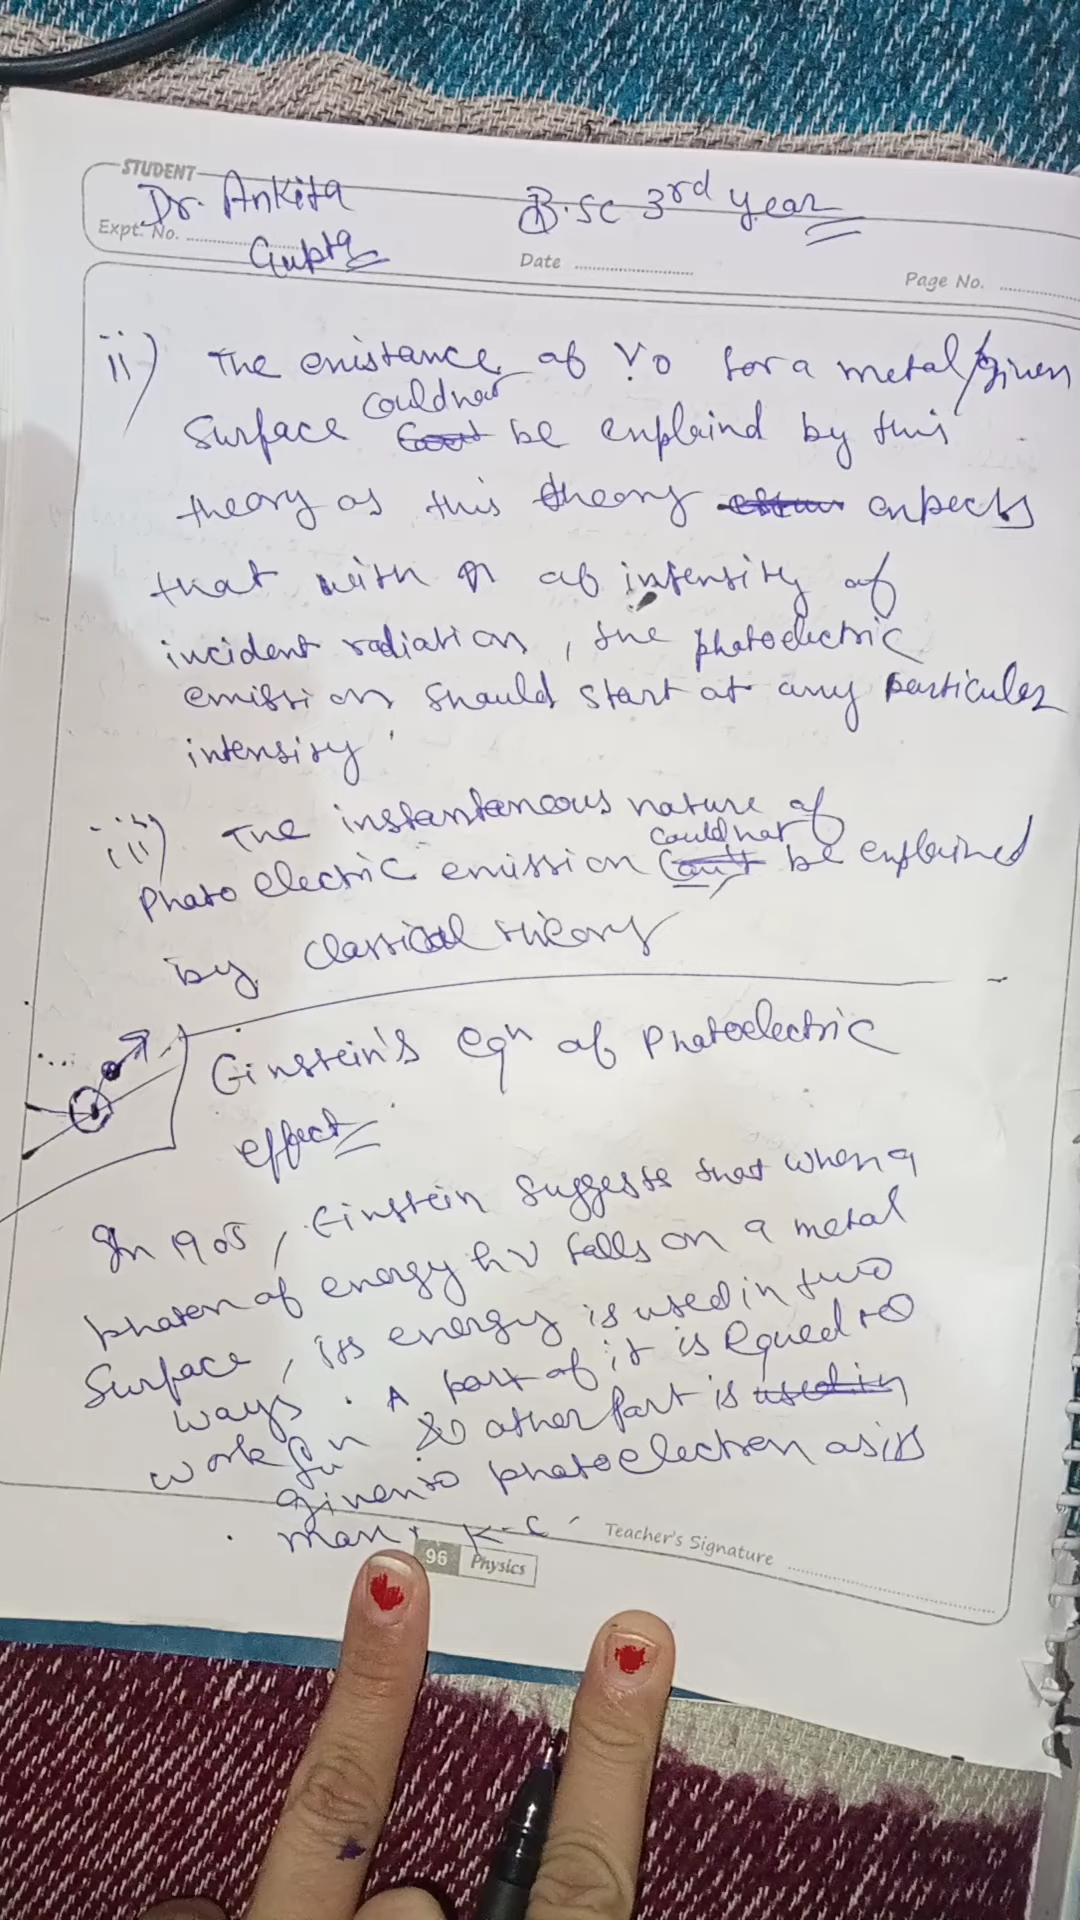 STUDENT
Dr. Ankita
B.Sc 3rd year
Expt. No.
Gupta
Date
Page No.
ii) The existance of ν0 for a metal/given
surface couldnot be explaind by this
theory as this theory expects
that with ↑ of intensity of
incident radiation, the photoelectric
emission should start at any particular
intensity.
iii) The instantaneous nature of
Photo electric emission couldnot be explained
by classical theory
Einstein's eqn of Photoelectric
effect
In 1905, Einstein suggests that when a
photon of energy hν falls on a metal
surface, its energy is used in two
ways. A part of it is equal to
work fn & other part is used in
given to photoelectron as its
max. K-E
Teacher's Signature
96 Physics